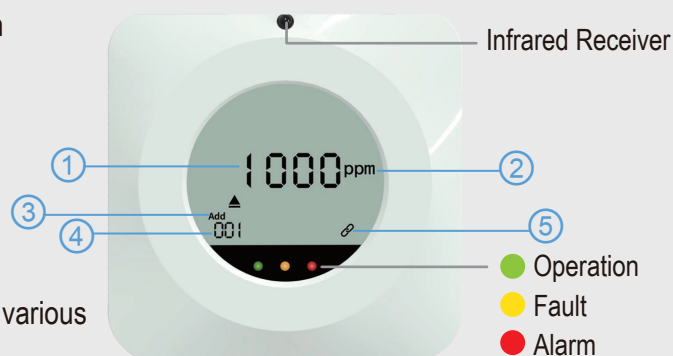 Infrared Receiver
① 1000 ppm ②
③ Add
④ 001 ⑤
Operation
various
Fault
Alarm